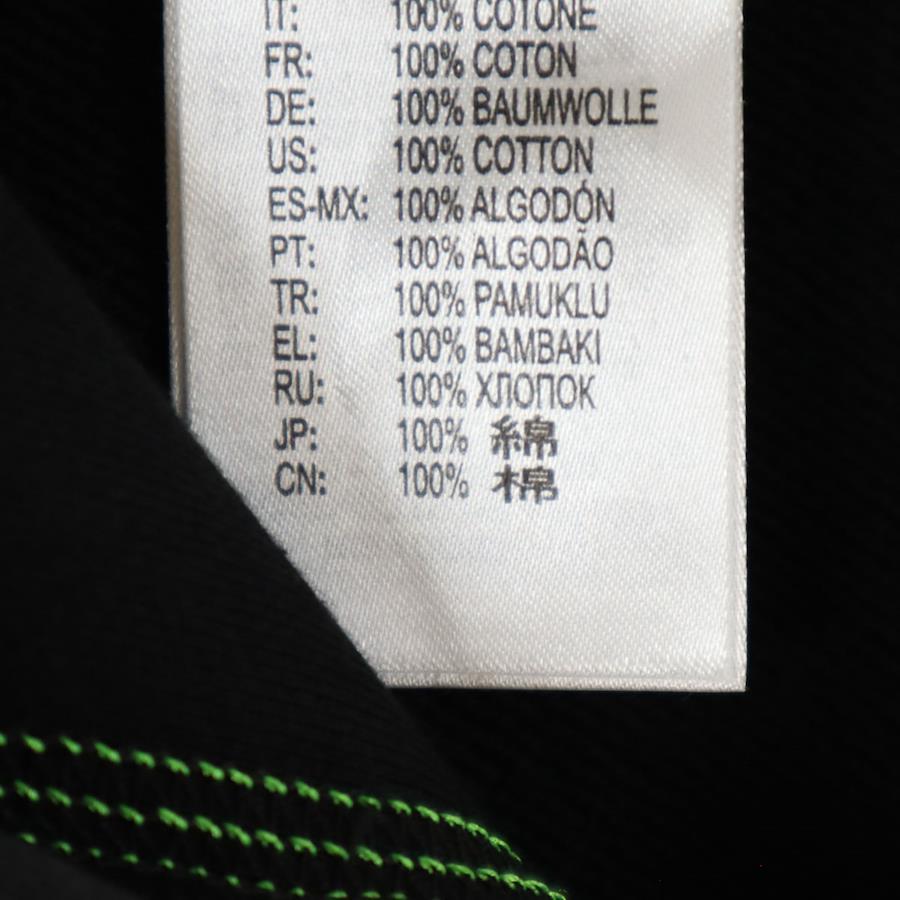 IT: 100% COTONE
FR: 100% COTON
DE: 100% BAUMWOLLE
US: 100% COTTON
ES-MX: 100% ALGODÓN
PT: 100% ALGODÃO
TR: 100% PAMUKLU
EL: 100% BAMBAKI
RU: 100% ХЛОПОК
JP: 100% 綿
CN: 100% 棉